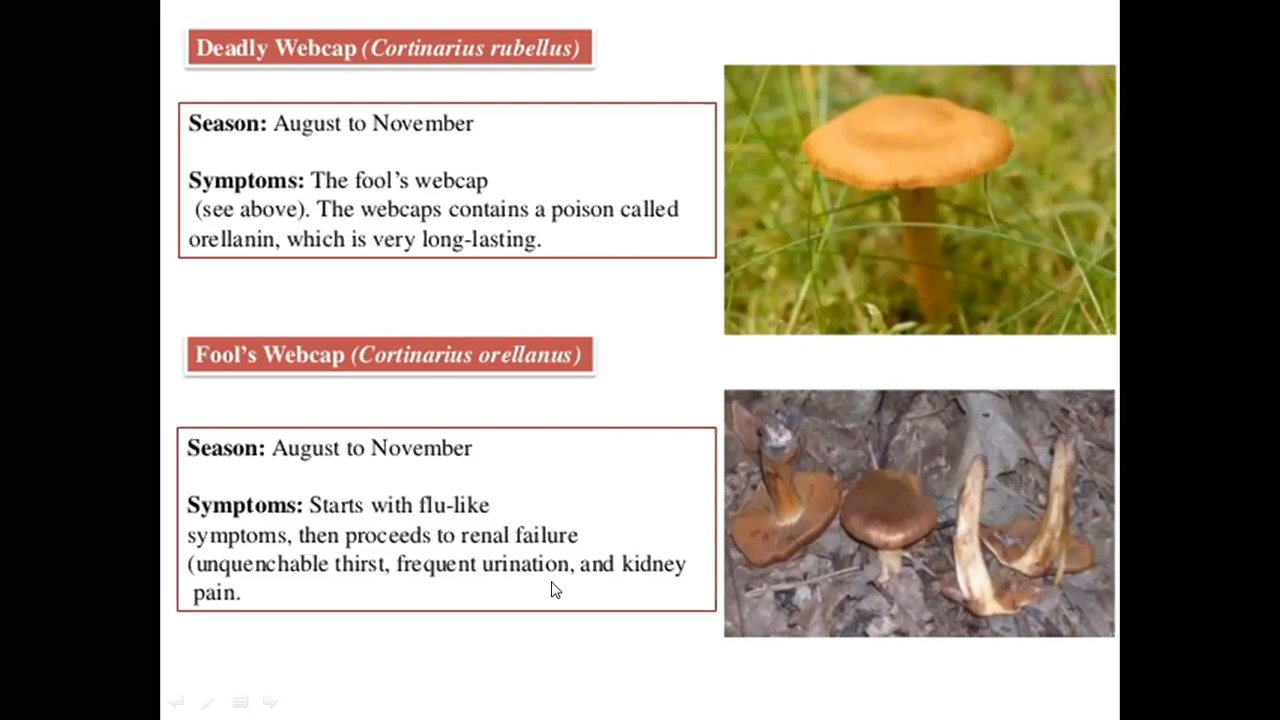 Deadly Webcap (Cortinarius rubellus)
Season: August to November
Symptoms: The fool's webcap
(see above). The webcaps contains a poison called
orellanin, which is very long-lasting.
Fool's Webcap (Cortinarius orellanus)
Season: August to November
Symptoms: Starts with flu-like
symptoms, then proceeds to renal failure
(unquenchable thirst, frequent urination, and kidney
pain.